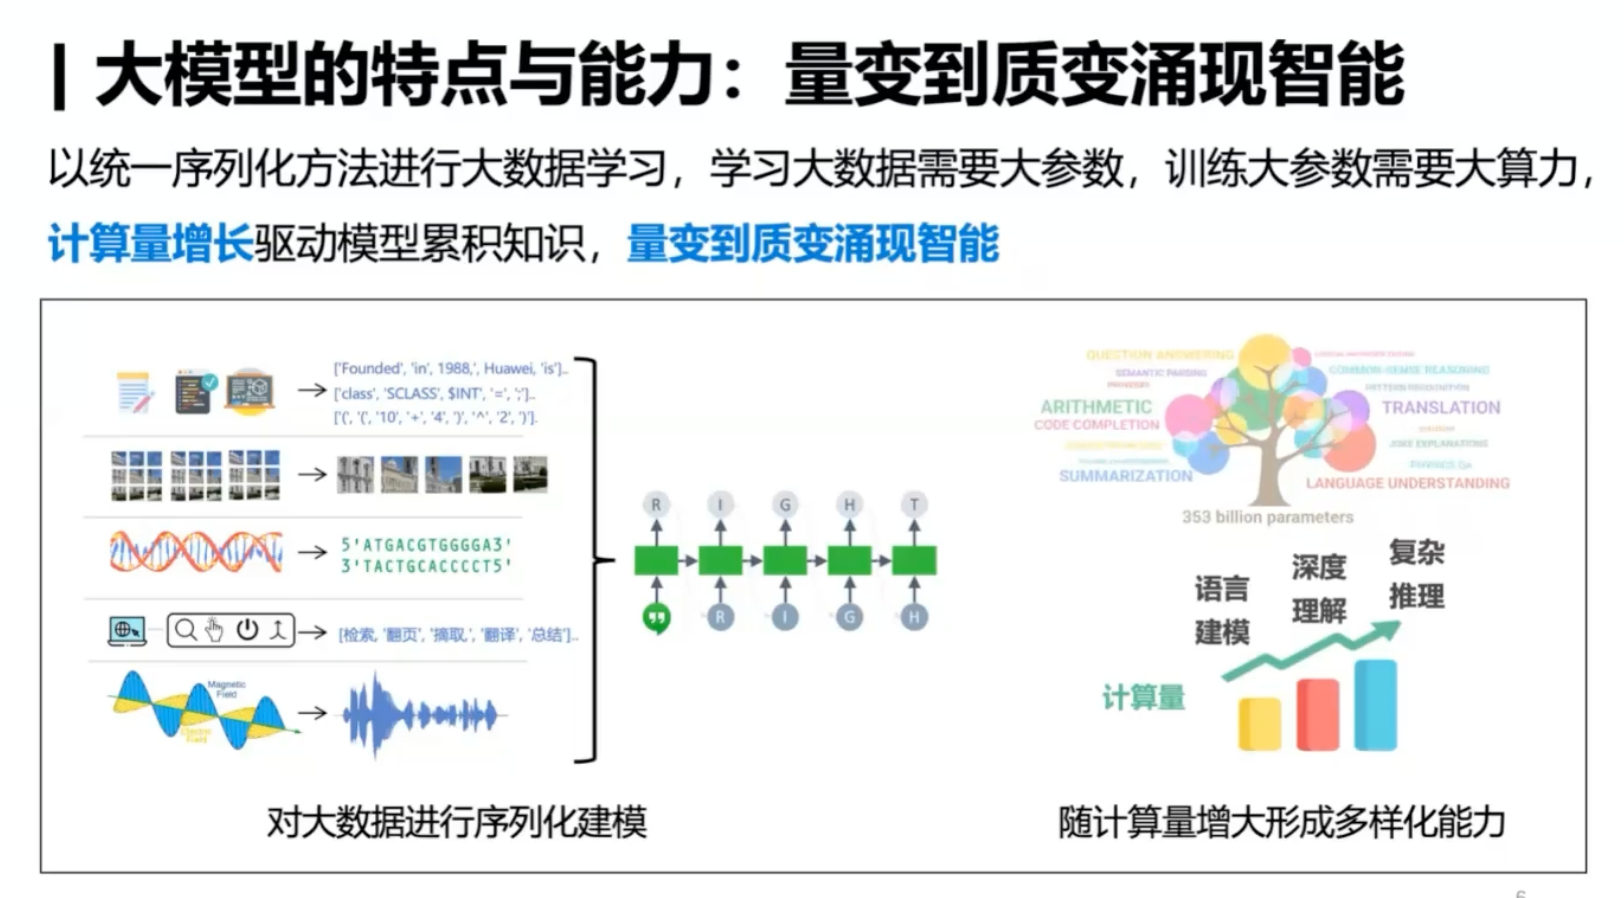 大模型的特点与能力：量变到质变涌现智能
以统一序列化方法进行大数据学习，学习大数据需要大参数，训练大参数需要大算力，
计算量增长驱动模型累积知识，量变到质变涌现智能
['Founded', 'in', 1988,', Huawei, 'is']..
['class', 'SCLASS', $INT', '=', ';']..
['(', '(', '10', '+', '4', ')', '^', '2', ')'].
5'ATGACGTGGGGA3'
3'TACTGCACCCCT5'
[检索, '翻页', '摘取,', '翻译', '总结']..
Magnetic
Field
Electric
Field
R I G H T
R I G H
对大数据进行序列化建模
QUESTION ANSWERING
SEMANTIC PARSING
PROVERBS
ARITHMETIC
CODE COMPLETION
SUMMARIZATION
COMMON-SENSE REASONING
PATTERN RECOGNITION
TRANSLATION
JOKE EXPLANATIONS
PHYSICS QA
LANGUAGE UNDERSTANDING
353 billion parameters
语言
建模
深度
理解
复杂
推理
计算量
随计算量增大形成多样化能力